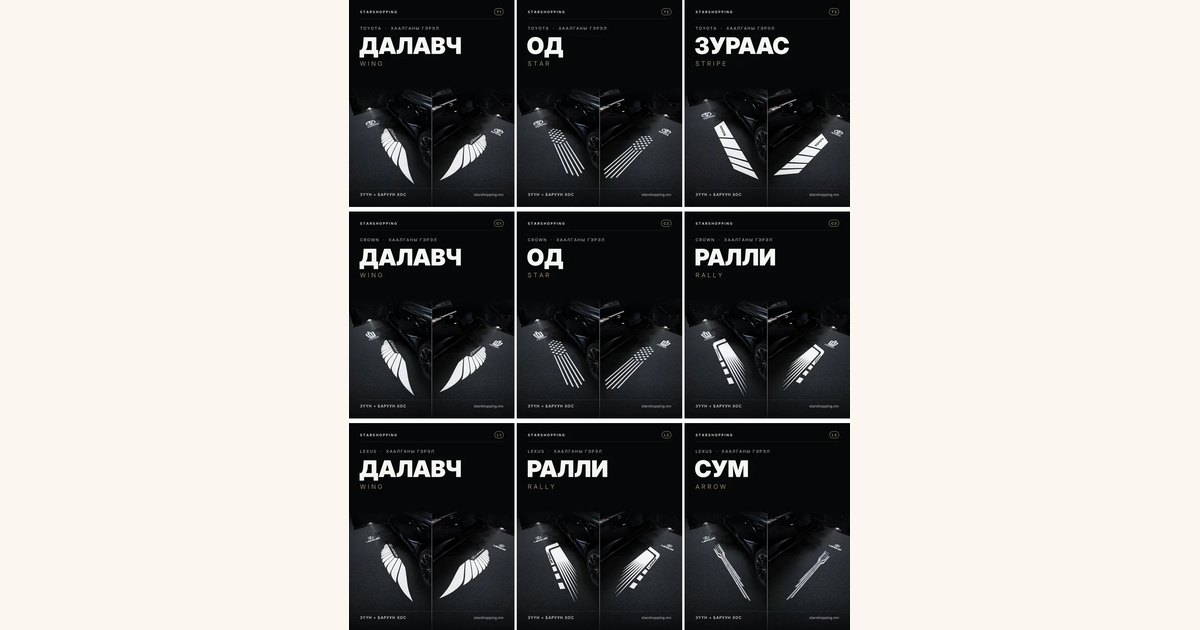 STARSHOPPING T1
TOYOTA · ХААЛГАНЫ ГЭРЭЛ
ДАЛАВЧ
WING
ЗҮҮН + БАРУУН ХОС starshopping.mn
STARSHOPPING T2
TOYOTA · ХААЛГАНЫ ГЭРЭЛ
ОД
STAR
ЗҮҮН + БАРУУН ХОС starshopping.mn
STARSHOPPING T3
TOYOTA · ХААЛГАНЫ ГЭРЭЛ
ЗУРААС
STRIPE
ЗҮҮН + БАРУУН ХОС starshopping.mn
STARSHOPPING C1
CROWN · ХААЛГАНЫ ГЭРЭЛ
ДАЛАВЧ
WING
ЗҮҮН + БАРУУН ХОС starshopping.mn
STARSHOPPING C2
CROWN · ХААЛГАНЫ ГЭРЭЛ
ОД
STAR
ЗҮҮН + БАРУУН ХОС starshopping.mn
STARSHOPPING C3
CROWN · ХААЛГАНЫ ГЭРЭЛ
РАЛЛИ
RALLY
ЗҮҮН + БАРУУН ХОС starshopping.mn
STARSHOPPING L1
LEXUS · ХААЛГАНЫ ГЭРЭЛ
ДАЛАВЧ
WING
ЗҮҮН + БАРУУН ХОС starshopping.mn
STARSHOPPING L2
LEXUS · ХААЛГАНЫ ГЭРЭЛ
РАЛЛИ
RALLY
ЗҮҮН + БАРУУН ХОС starshopping.mn
STARSHOPPING
LEXUS · ХААЛГАНЫ ГЭРЭЛ
СУМ
ARROW
ЗҮҮН + БАРУУН ХОС starshopping.mn